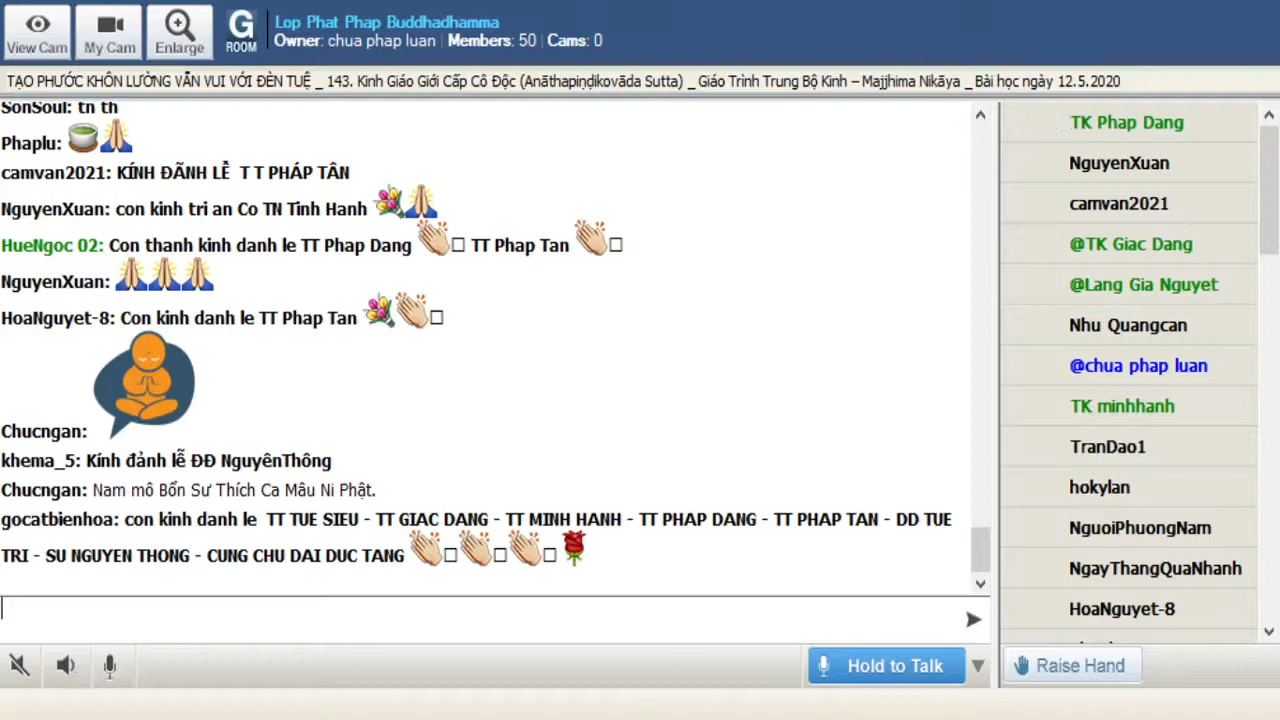 View Cam
My Cam
Enlarge
G
ROOM
Lop Phat Phap Buddhadhamma
Owner: chua phap luan | Members: 50 | Cams: 0
TẠO PHƯỚC KHÔN LƯỜNG VẪN VUI VỚI ĐÈN TUỆ _ 143. Kinh Giáo Giới Cấp Cô Độc (Anāthapiṇḍikovāda Sutta) _ Giáo Trình Trung Bộ Kinh – Majjhima Nikāya _ Bài học ngày 12.5.2020
SonSoul: tn th
Phaplu:
camvan2021: KÍNH ĐÃNH LỄ T T PHÁP TÂN
NguyenXuan: con kinh tri an Co TN Tinh Hanh
HueNgoc 02: Con thanh kinh danh le TT Phap Dang TT Phap Tan
NguyenXuan:
HoaNguyet-8: Con kinh danh le TT Phap Tan
Chucngan:
khema_5: Kính đảnh lễ ĐĐ NguyênThông
Chucngan: Nam mô Bổn Sư Thích Ca Mâu Ni Phật.
gocatbienhoa: con kinh danh le TT TUE SIEU - TT GIAC DANG - TT MINH HANH - TT PHAP DANG - TT PHAP TAN - DD TUE
TRI - SU NGUYEN THONG - CUNG CHU DAI DUC TANG
Hold to Talk
TK Phap Dang
NguyenXuan
camvan2021
@TK Giac Dang
@Lang Gia Nguyet
Nhu Quangcan
@chua phap luan
TK minhhanh
TranDao1
hokylan
NguoiPhuongNam
NgayThangQuaNhanh
HoaNguyet-8
Raise Hand